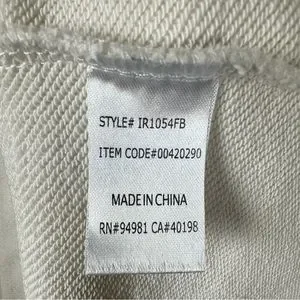 STYLE# IR1054FB
ITEM CODE#00420290
MADE IN CHINA
RN#94981 CA#40198